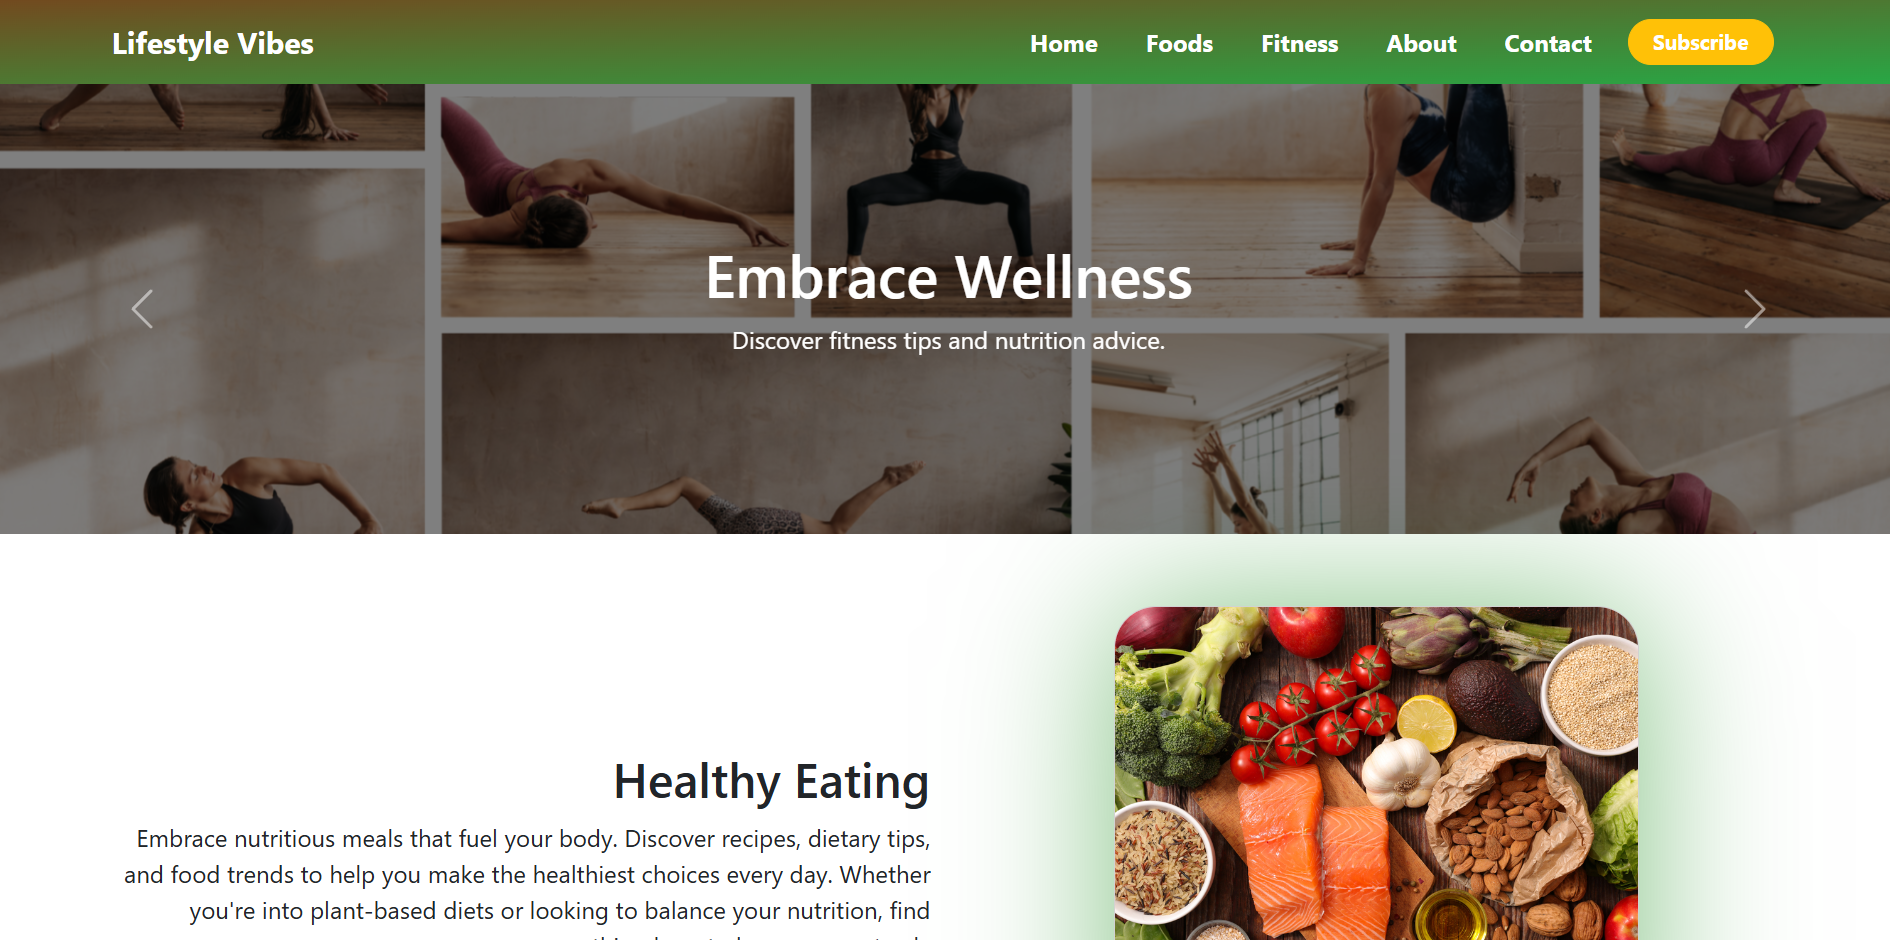 Lifestyle Vibes
Home Foods Fitness About Contact Subscribe
Embrace Wellness
Discover fitness tips and nutrition advice.
Healthy Eating
Embrace nutritious meals that fuel your body. Discover recipes, dietary tips,
and food trends to help you make the healthiest choices every day. Whether
you're into plant-based diets or looking to balance your nutrition, find